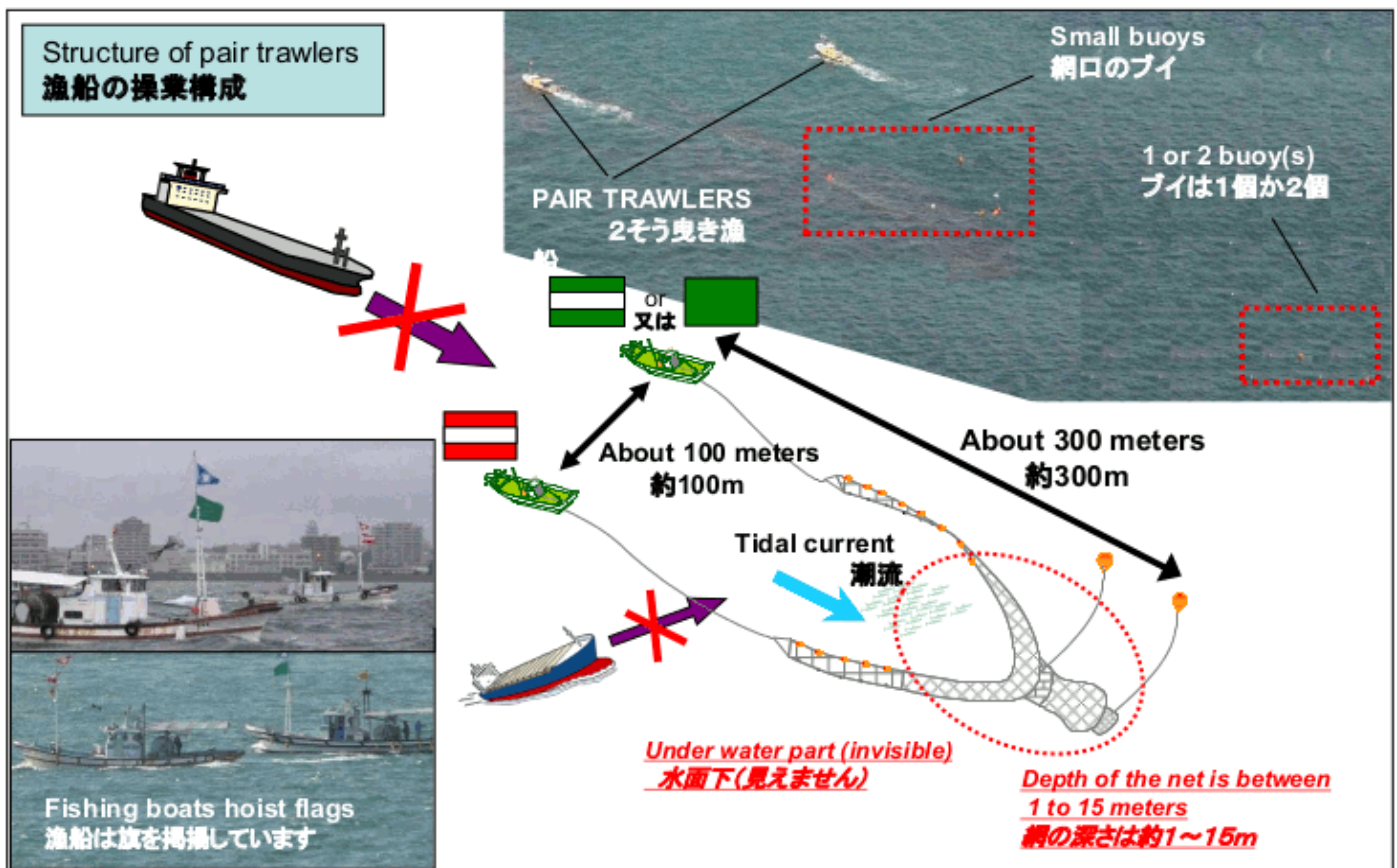 Structure of pair trawlers
漁船の操業構成
Small buoys
網口のブイ
1 or 2 buoy(s)
ブイは1個か2個
PAIR TRAWLERS
2そう曳き漁
船
or
又は
About 100 meters
約100m
About 300 meters
約300m
Tidal current
潮流
Under water part (invisible)
水面下(見えません)
Depth of the net is between
1 to 15 meters
網の深さは約1～15m
Fishing boats hoist flags
漁船は旗を掲揚しています